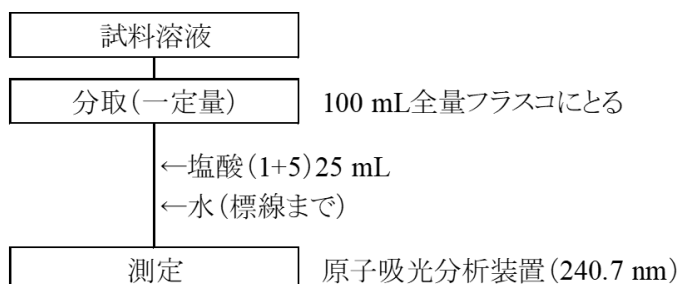 試料溶液
分取(一定量) 100 mL全量フラスコにとる
←塩酸(1+5)25 mL
←水(標線まで)
測定 原子吸光分析装置(240.7 nm)